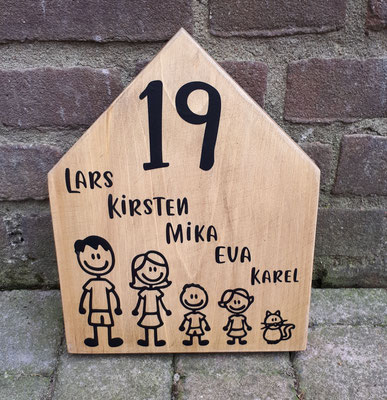 19
Lars
Kirsten
Mika
Eva
Karel